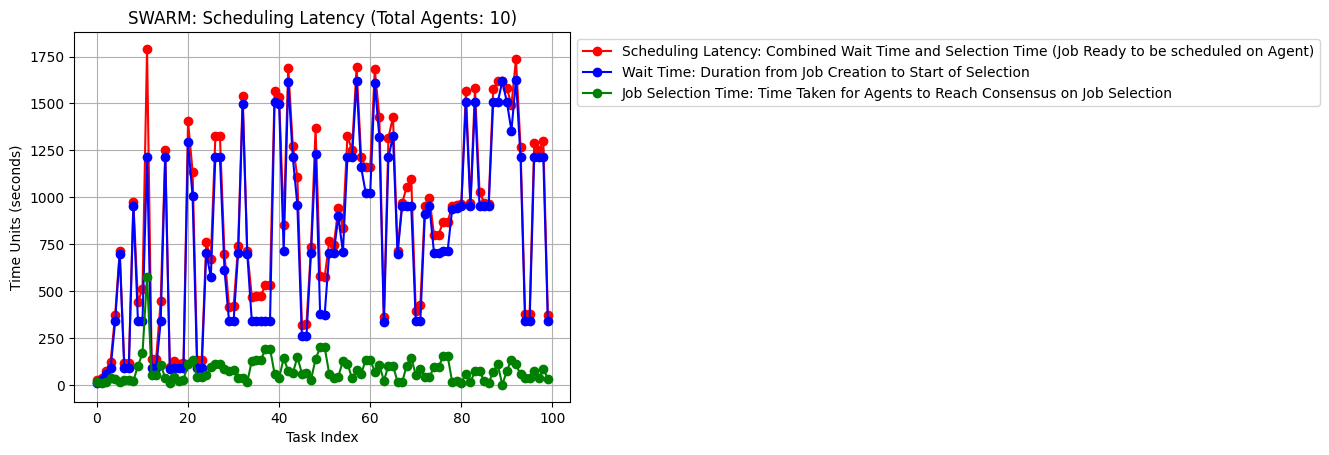 SWARM: Scheduling Latency (Total Agents: 10)
Scheduling Latency: Combined Wait Time and Selection Time (Job Ready to be scheduled on Agent)
Wait Time: Duration from Job Creation to Start of Selection
Job Selection Time: Time Taken for Agents to Reach Consensus on Job Selection
Time Units (seconds)
1750
1500
1250
1000
750
500
250
0
0 20 40 60 80 100
Task Index